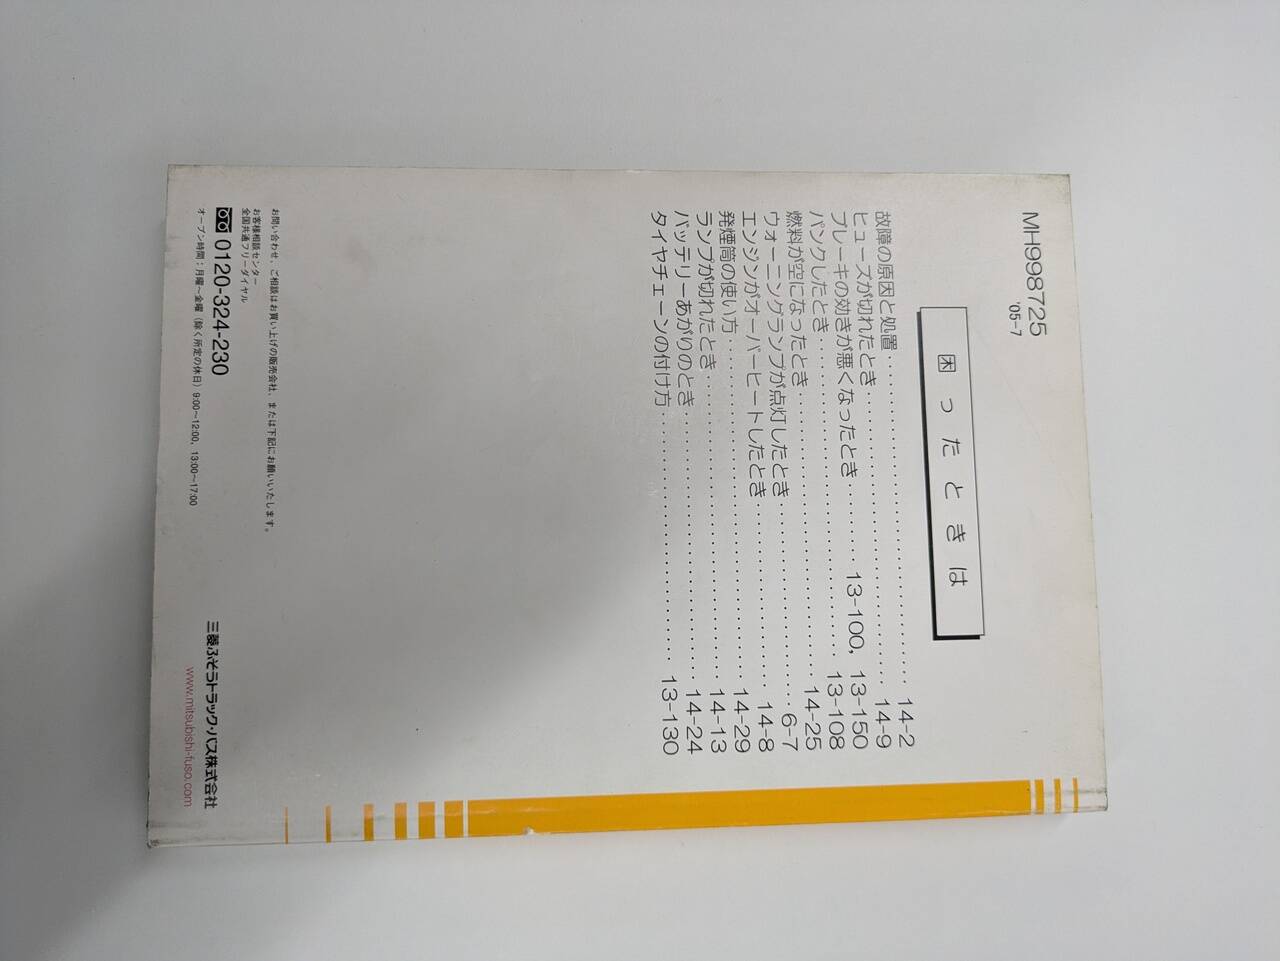 MH998725
'05-7
困ったときは
故障の原因と処置 14-2
ヒューズが切れたとき 14-9
ブレーキの効きが悪くなったとき 13-100, 13-150
パンクしたとき 13-108
燃料が空になったとき 14-25
ウォーニングランプが点灯したとき 6-7
エンジンがオーバーヒートしたとき 14-8
発煙筒の使い方 14-29
ランプが切れたとき 14-13
バッテリーあがりのとき 14-24
タイヤチェーンの付け方 13-130
お問い合わせ、ご相談はお買い上げの販売会社、または下記にお願いいたします。
お客様相談センター
全国共通フリーダイヤル
0120-324-230
オープン時間：月曜〜金曜（除く所定の休日）9:00〜12:00, 13:00〜17:00
三菱ふそうトラック・バス株式会社
www.mitsubishi-fuso.com